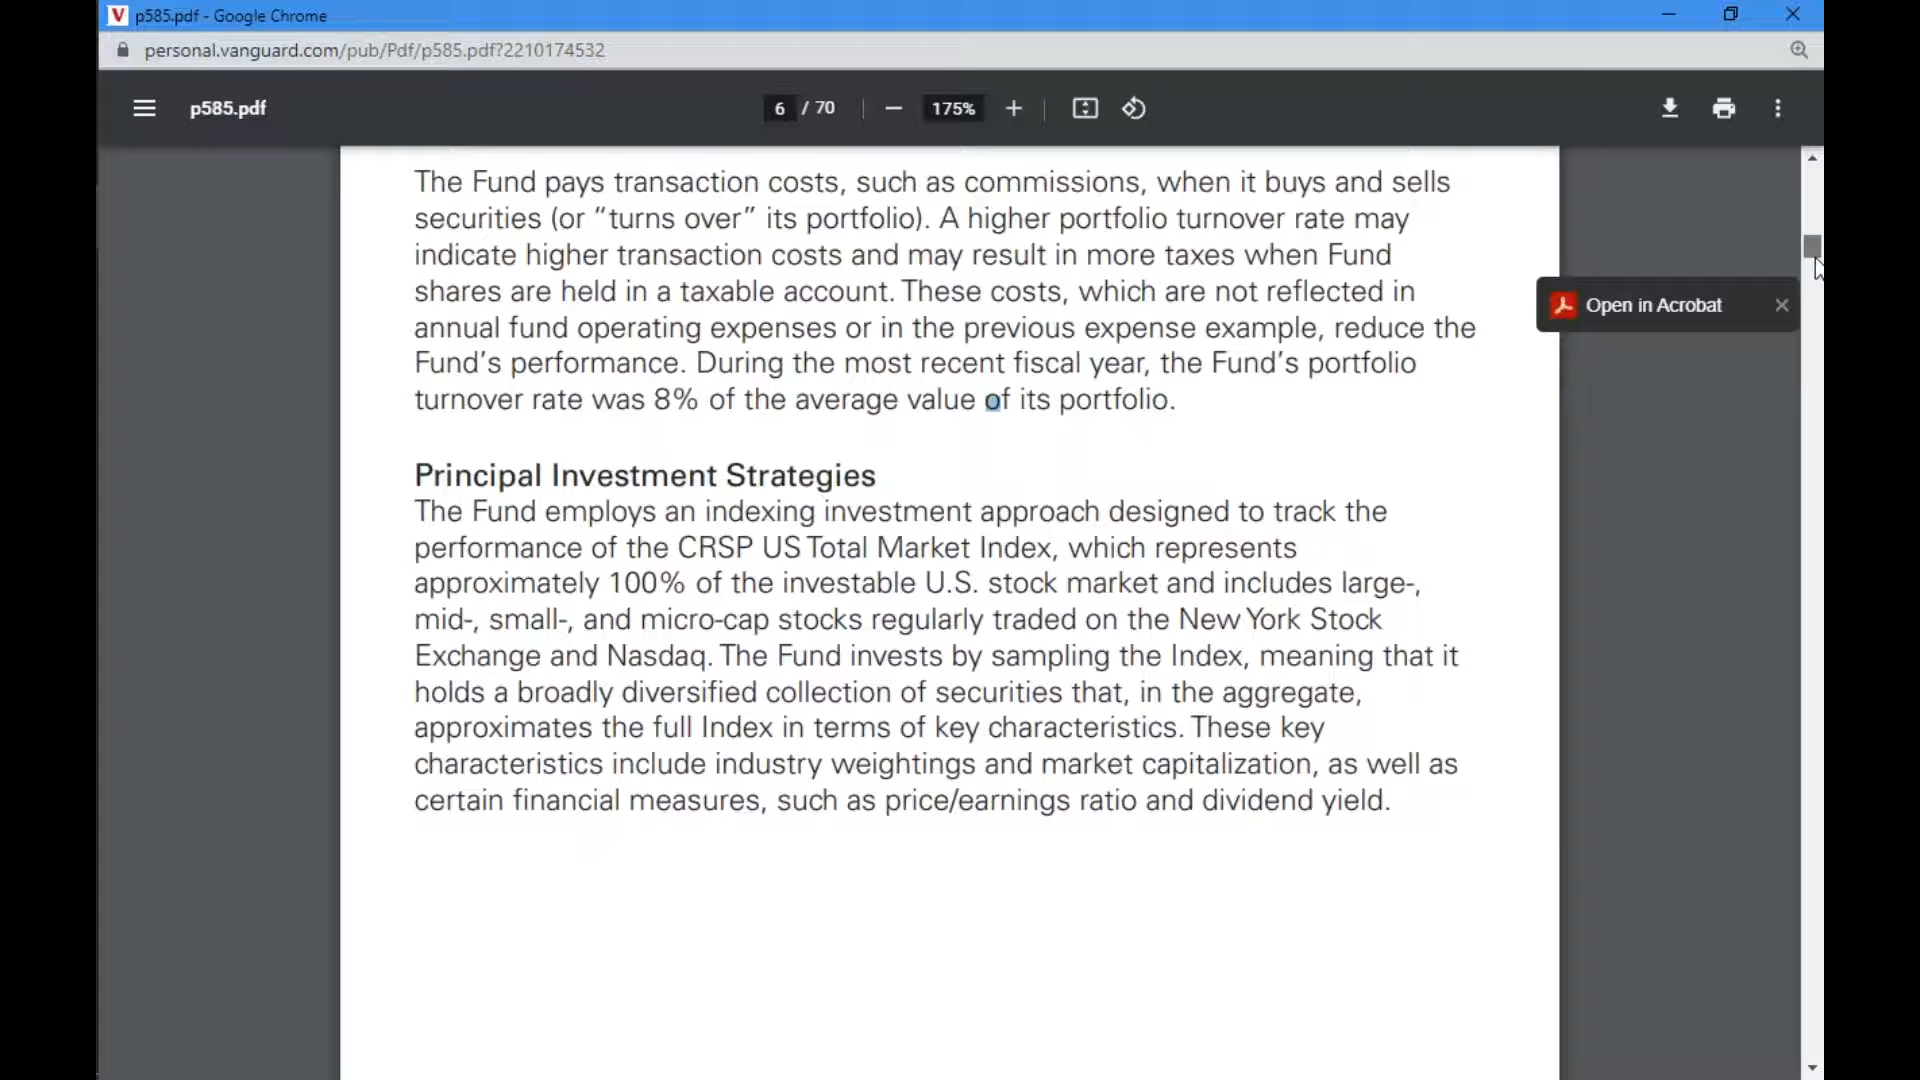 p585.pdf - Google Chrome
personal.vanguard.com/pub/Pdf/p585.pdf?2210174532
p585.pdf
6 / 70
175%
The Fund pays transaction costs, such as commissions, when it buys and sells
securities (or “turns over” its portfolio). A higher portfolio turnover rate may
indicate higher transaction costs and may result in more taxes when Fund
shares are held in a taxable account. These costs, which are not reflected in
annual fund operating expenses or in the previous expense example, reduce the
Fund’s performance. During the most recent fiscal year, the Fund’s portfolio
turnover rate was 8% of the average value of its portfolio.
Open in Acrobat
Principal Investment Strategies
The Fund employs an indexing investment approach designed to track the
performance of the CRSP US Total Market Index, which represents
approximately 100% of the investable U.S. stock market and includes large-,
mid-, small-, and micro-cap stocks regularly traded on the New York Stock
Exchange and Nasdaq. The Fund invests by sampling the Index, meaning that it
holds a broadly diversified collection of securities that, in the aggregate,
approximates the full Index in terms of key characteristics. These key
characteristics include industry weightings and market capitalization, as well as
certain financial measures, such as price/earnings ratio and dividend yield.